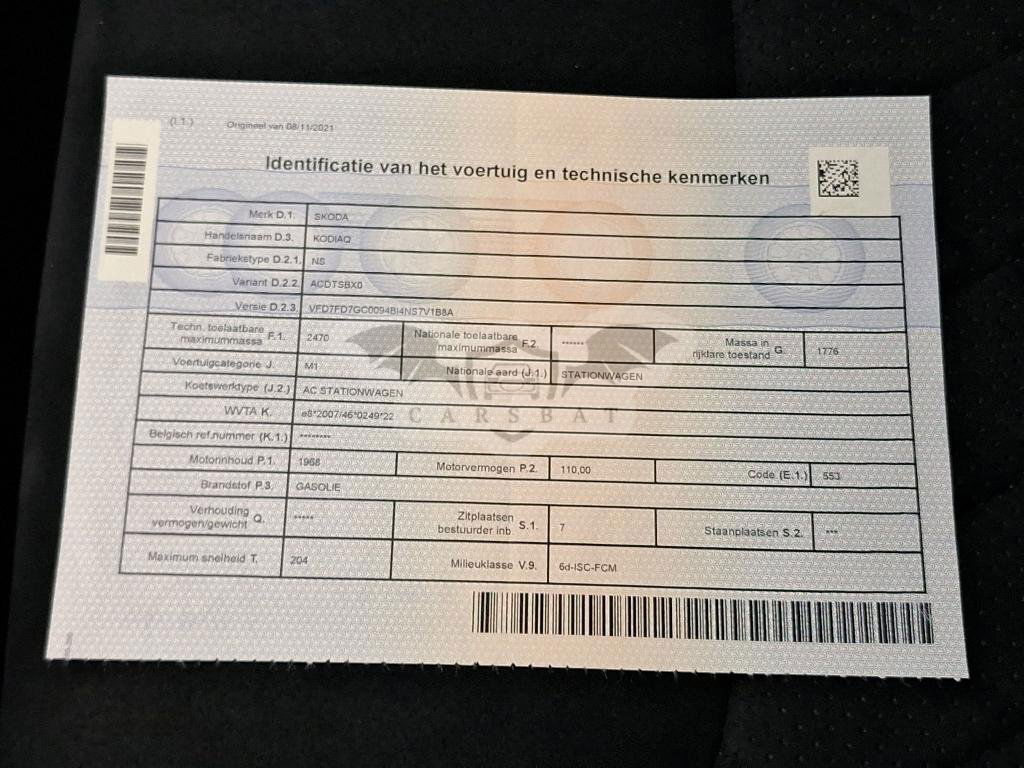 (I.1.) Origineel van 08/11/2021
Identificatie van het voertuig en technische kenmerken
Merk D.1. SKODA
Handelsnaam D.3. KODIAQ
Fabrieketype D.2.1. NS
Variant D.2.2. ACDTSBX0
Versie D.2.3. VFD7FD7GC0094BI4NS7V1B8A
Techn. toelaatbare maximummassa F.1. 2470 Nationale toelaatbare maximummassa F.2. ****** Massa in rijklare toestand G. 1776
Voertuigcategorie J. M1 Nationale aard (J.1.) STATIONWAGEN
Koetswerktype (J.2.) AC STATIONWAGEN
WVTA K. e8*2007/46*0249*22
CARSBAT
Belgisch ref.nummer (K.1.) ********
Motorinhoud P.1. 1968 Motorvermogen P.2. 110,00 Code (E.1.) 553
Brandstof P.3. GASOLIE
Verhouding vermogen/gewicht Q. ***** Zitplaatsen bestuurder inb. S.1. 7 Staanplaatsen S.2. ***
Maximum snelheid T. 204 Milieuklasse V.9. 6d-ISC-FCM